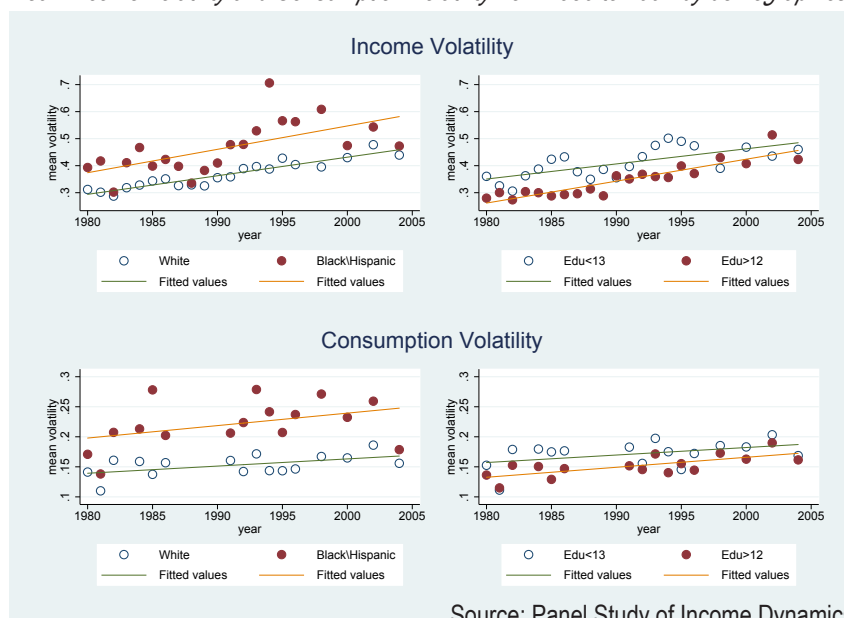 Income Volatility
mean volatility
.3 .4 .5 .6 .7
1980 1985 1990 1995 2000 2005
year
White Black\Hispanic
Fitted values Fitted values
mean volatility
.3 .4 .5 .6 .7
1980 1985 1990 1995 2000 2005
year
Edu<13 Edu>12
Fitted values Fitted values
Consumption Volatility
mean volatility
.1 .15 .2 .25 .3
1980 1985 1990 1995 2000 2005
year
White Black\Hispanic
Fitted values Fitted values
mean volatility
.1 .15 .2 .25 .3
1980 1985 1990 1995 2000 2005
year
Edu<13 Edu>12
Fitted values Fitted values
Source: Panel Study of Income Dynamic